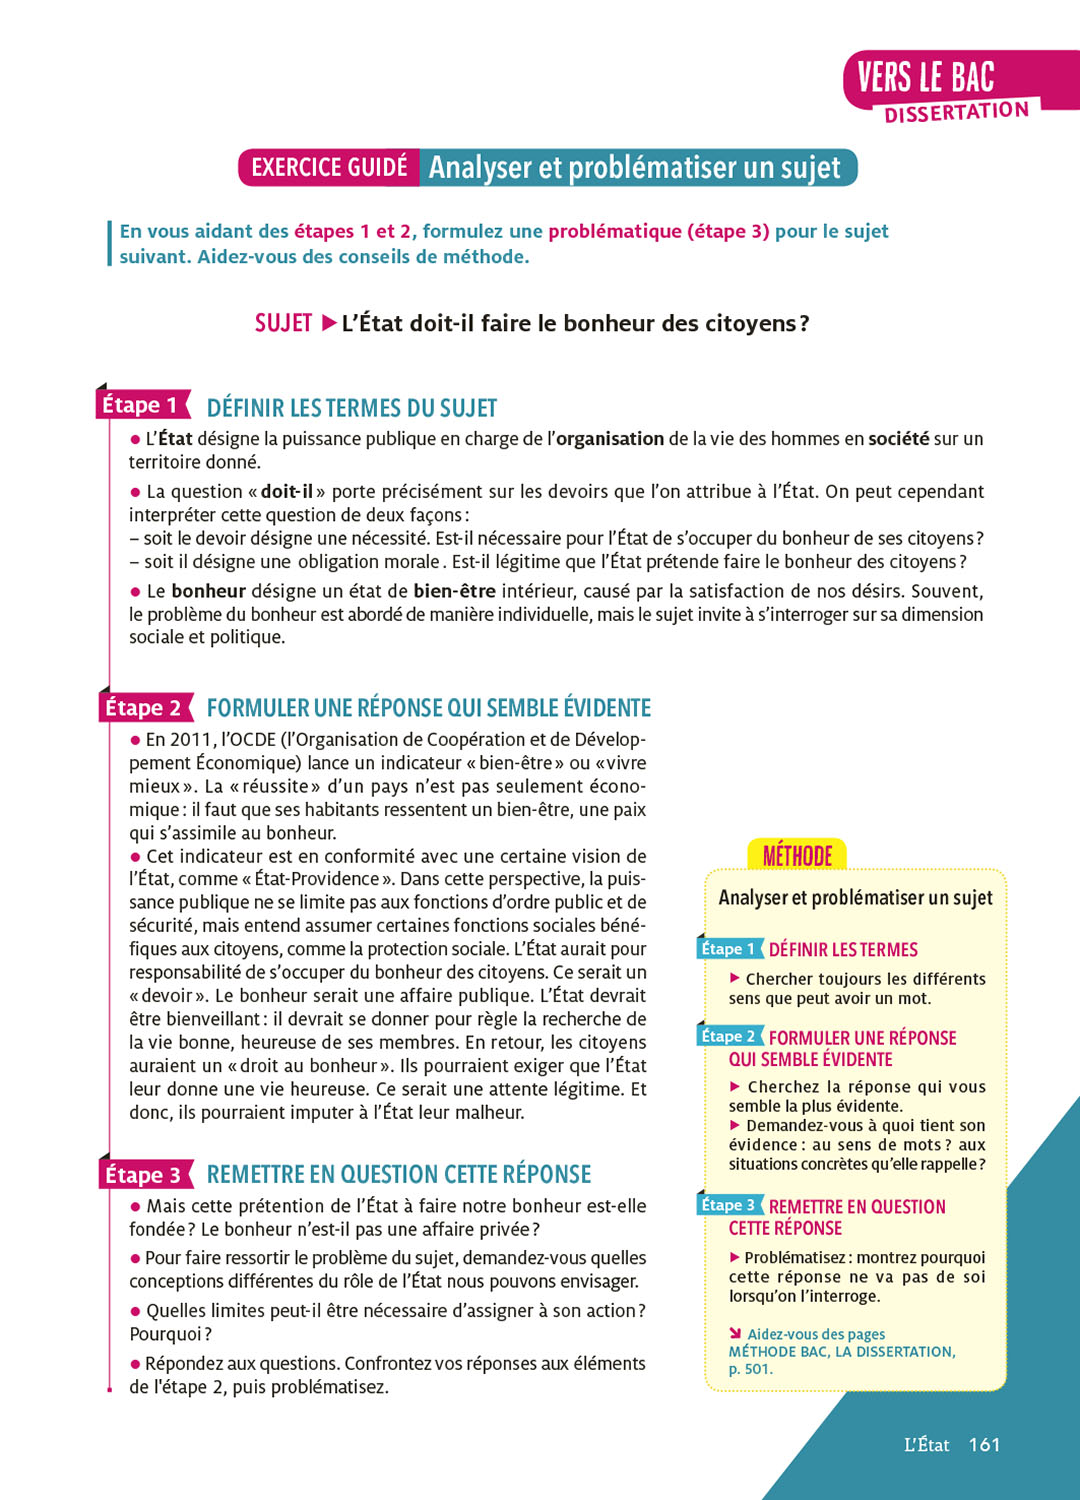 VERS LE BAC
DISSERTATION
EXERCICE GUIDÉ Analyser et problématiser un sujet
En vous aidant des étapes 1 et 2, formulez une problématique (étape 3) pour le sujet
suivant. Aidez-vous des conseils de méthode.
SUJET ▶ L'État doit-il faire le bonheur des citoyens ?
Étape 1 DÉFINIR LES TERMES DU SUJET
● L'État désigne la puissance publique en charge de l'organisation de la vie des hommes en société sur un
territoire donné.
● La question « doit-il » porte précisément sur les devoirs que l'on attribue à l'État. On peut cependant
interpréter cette question de deux façons :
– soit le devoir désigne une nécessité. Est-il nécessaire pour l'État de s'occuper du bonheur de ses citoyens ?
– soit il désigne une obligation morale . Est-il légitime que l'État prétende faire le bonheur des citoyens ?
● Le bonheur désigne un état de bien-être intérieur, causé par la satisfaction de nos désirs. Souvent,
le problème du bonheur est abordé de manière individuelle, mais le sujet invite à s'interroger sur sa dimension
sociale et politique.
Étape 2 FORMULER UNE RÉPONSE QUI SEMBLE ÉVIDENTE
● En 2011, l'OCDE (l'Organisation de Coopération et de Dévelop-
pement Économique) lance un indicateur « bien-être » ou « vivre
mieux ». La « réussite » d'un pays n'est pas seulement écono-
mique : il faut que ses habitants ressentent un bien-être, une paix
qui s'assimile au bonheur.
● Cet indicateur est en conformité avec une certaine vision de
l'État, comme « État-Providence ». Dans cette perspective, la puis-
sance publique ne se limite pas aux fonctions d'ordre public et de
sécurité, mais entend assumer certaines fonctions sociales béné-
fiques aux citoyens, comme la protection sociale. L'État aurait pour
responsabilité de s'occuper du bonheur des citoyens. Ce serait un
« devoir ». Le bonheur serait une affaire publique. L'État devrait
être bienveillant : il devrait se donner pour règle la recherche de
la vie bonne, heureuse de ses membres. En retour, les citoyens
auraient un « droit au bonheur ». Ils pourraient exiger que l'État
leur donne une vie heureuse. Ce serait une attente légitime. Et
donc, ils pourraient imputer à l'État leur malheur.
Étape 3 REMETTRE EN QUESTION CETTE RÉPONSE
● Mais cette prétention de l'État à faire notre bonheur est-elle
fondée ? Le bonheur n'est-il pas une affaire privée ?
● Pour faire ressortir le problème du sujet, demandez-vous quelles
conceptions différentes du rôle de l'État nous pouvons envisager.
● Quelles limites peut-il être nécessaire d'assigner à son action ?
Pourquoi ?
● Répondez aux questions. Confrontez vos réponses aux éléments
de l'étape 2, puis problématisez.
MÉTHODE
Analyser et problématiser un sujet
Étape 1 DÉFINIR LES TERMES
▶ Chercher toujours les différents
sens que peut avoir un mot.
Étape 2 FORMULER UNE RÉPONSE
QUI SEMBLE ÉVIDENTE
▶ Cherchez la réponse qui vous
semble la plus évidente.
▶ Demandez-vous à quoi tient son
évidence : au sens de mots ? aux
situations concrètes qu'elle rappelle ?
Étape 3 REMETTRE EN QUESTION
CETTE RÉPONSE
▶ Problématisez : montrez pourquoi
cette réponse ne va pas de soi
lorsqu'on l'interroge.
➘ Aidez-vous des pages
MÉTHODE BAC, LA DISSERTATION,
p. 501.
L'État 161